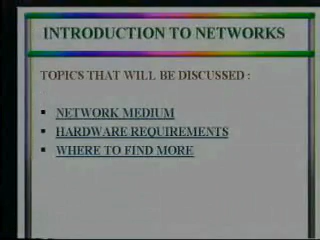 INTRODUCTION TO NETWORKS
TOPICS THAT WILL BE DISCUSSED :
NETWORK MEDIUM
HARDWARE REQUIREMENTS
WHERE TO FIND MORE